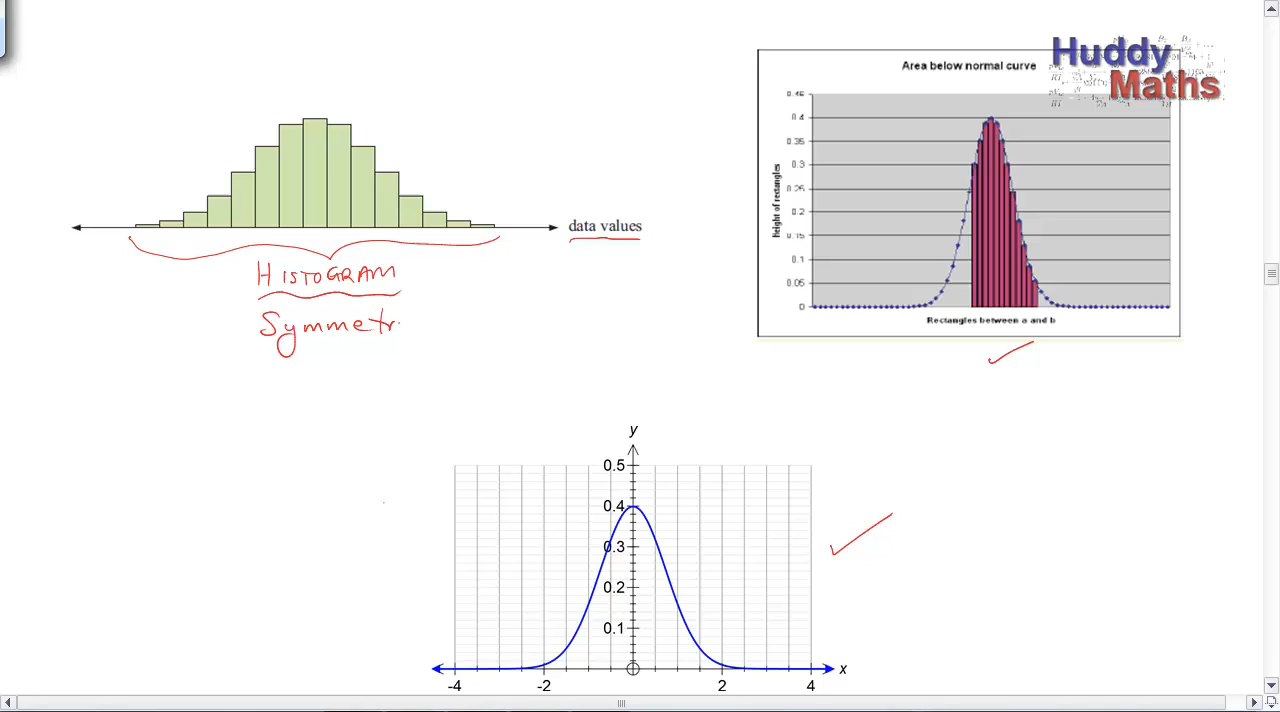 Huddy
Maths
Area below normal curve
0.45
0.4
0.35
0.3
0.25
0.2
0.15
0.1
0.05
0
Height of rectangles
Rectangles between a and b
data values
HISTOGRAM
Symmetr
y
0.5
0.4
0.3
0.2
0.1
-4 -2 2 4 x